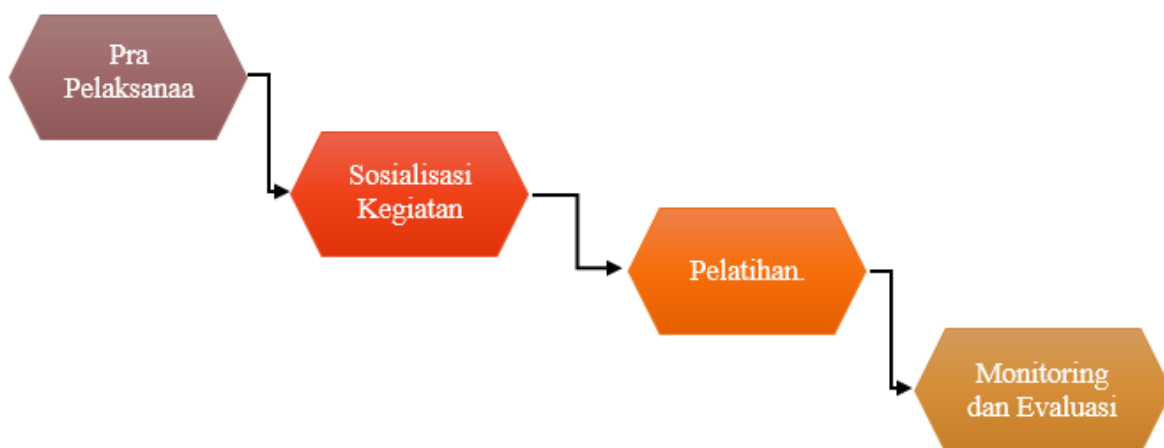 Pra
Pelaksanaa
Sosialisasi
Kegiatan
Pelatihan.
Monitoring
dan Evaluasi